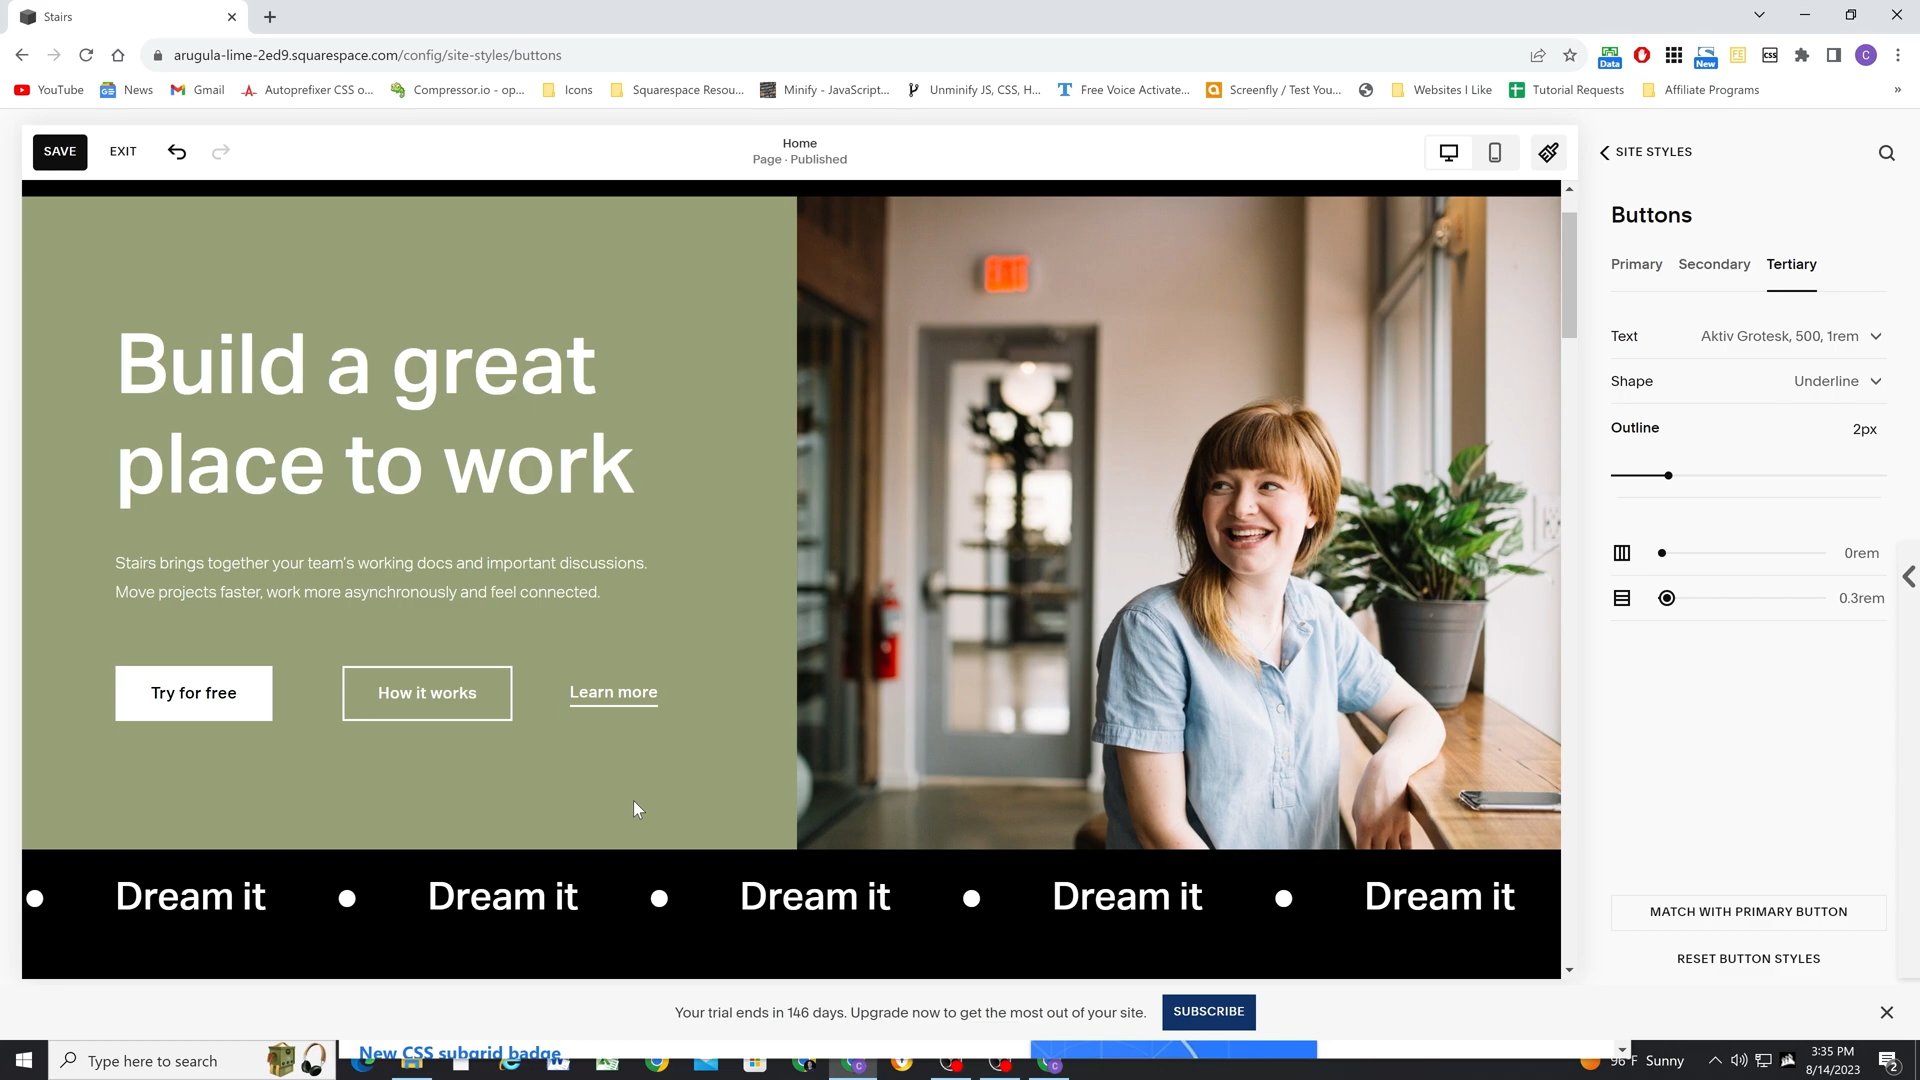 Stairs
arugula-lime-2ed9.squarespace.com/config/site-styles/buttons
Data
New
FE
CSS
C
YouTube
GE
News
Gmail
Autoprefixer CSS o...
Compressor.io - op...
Icons
Squarespace Resou...
Minify - JavaScript...
Unminify JS, CSS, H...
Free Voice Activate...
Screenfly / Test You...
Websites I Like
Tutorial Requests
Affiliate Programs
»
SAVE
EXIT
Home
Page · Published
SITE STYLES
Buttons
Primary
Secondary
Tertiary
Text
Aktiv Grotesk, 500, 1rem
Shape
Underline
Outline
2px
0rem
0.3rem
MATCH WITH PRIMARY BUTTON
RESET BUTTON STYLES
Build a great
place to work
Stairs brings together your team's working docs and important discussions.
Move projects faster, work more asynchronously and feel connected.
Try for free
How it works
Learn more
Dream it
Dream it
Dream it
Dream it
Dream it
Your trial ends in 146 days. Upgrade now to get the most out of your site.
SUBSCRIBE
Type here to search
New CSS subgrid badge
96°F Sunny
3:35 PM
8/14/2023
2